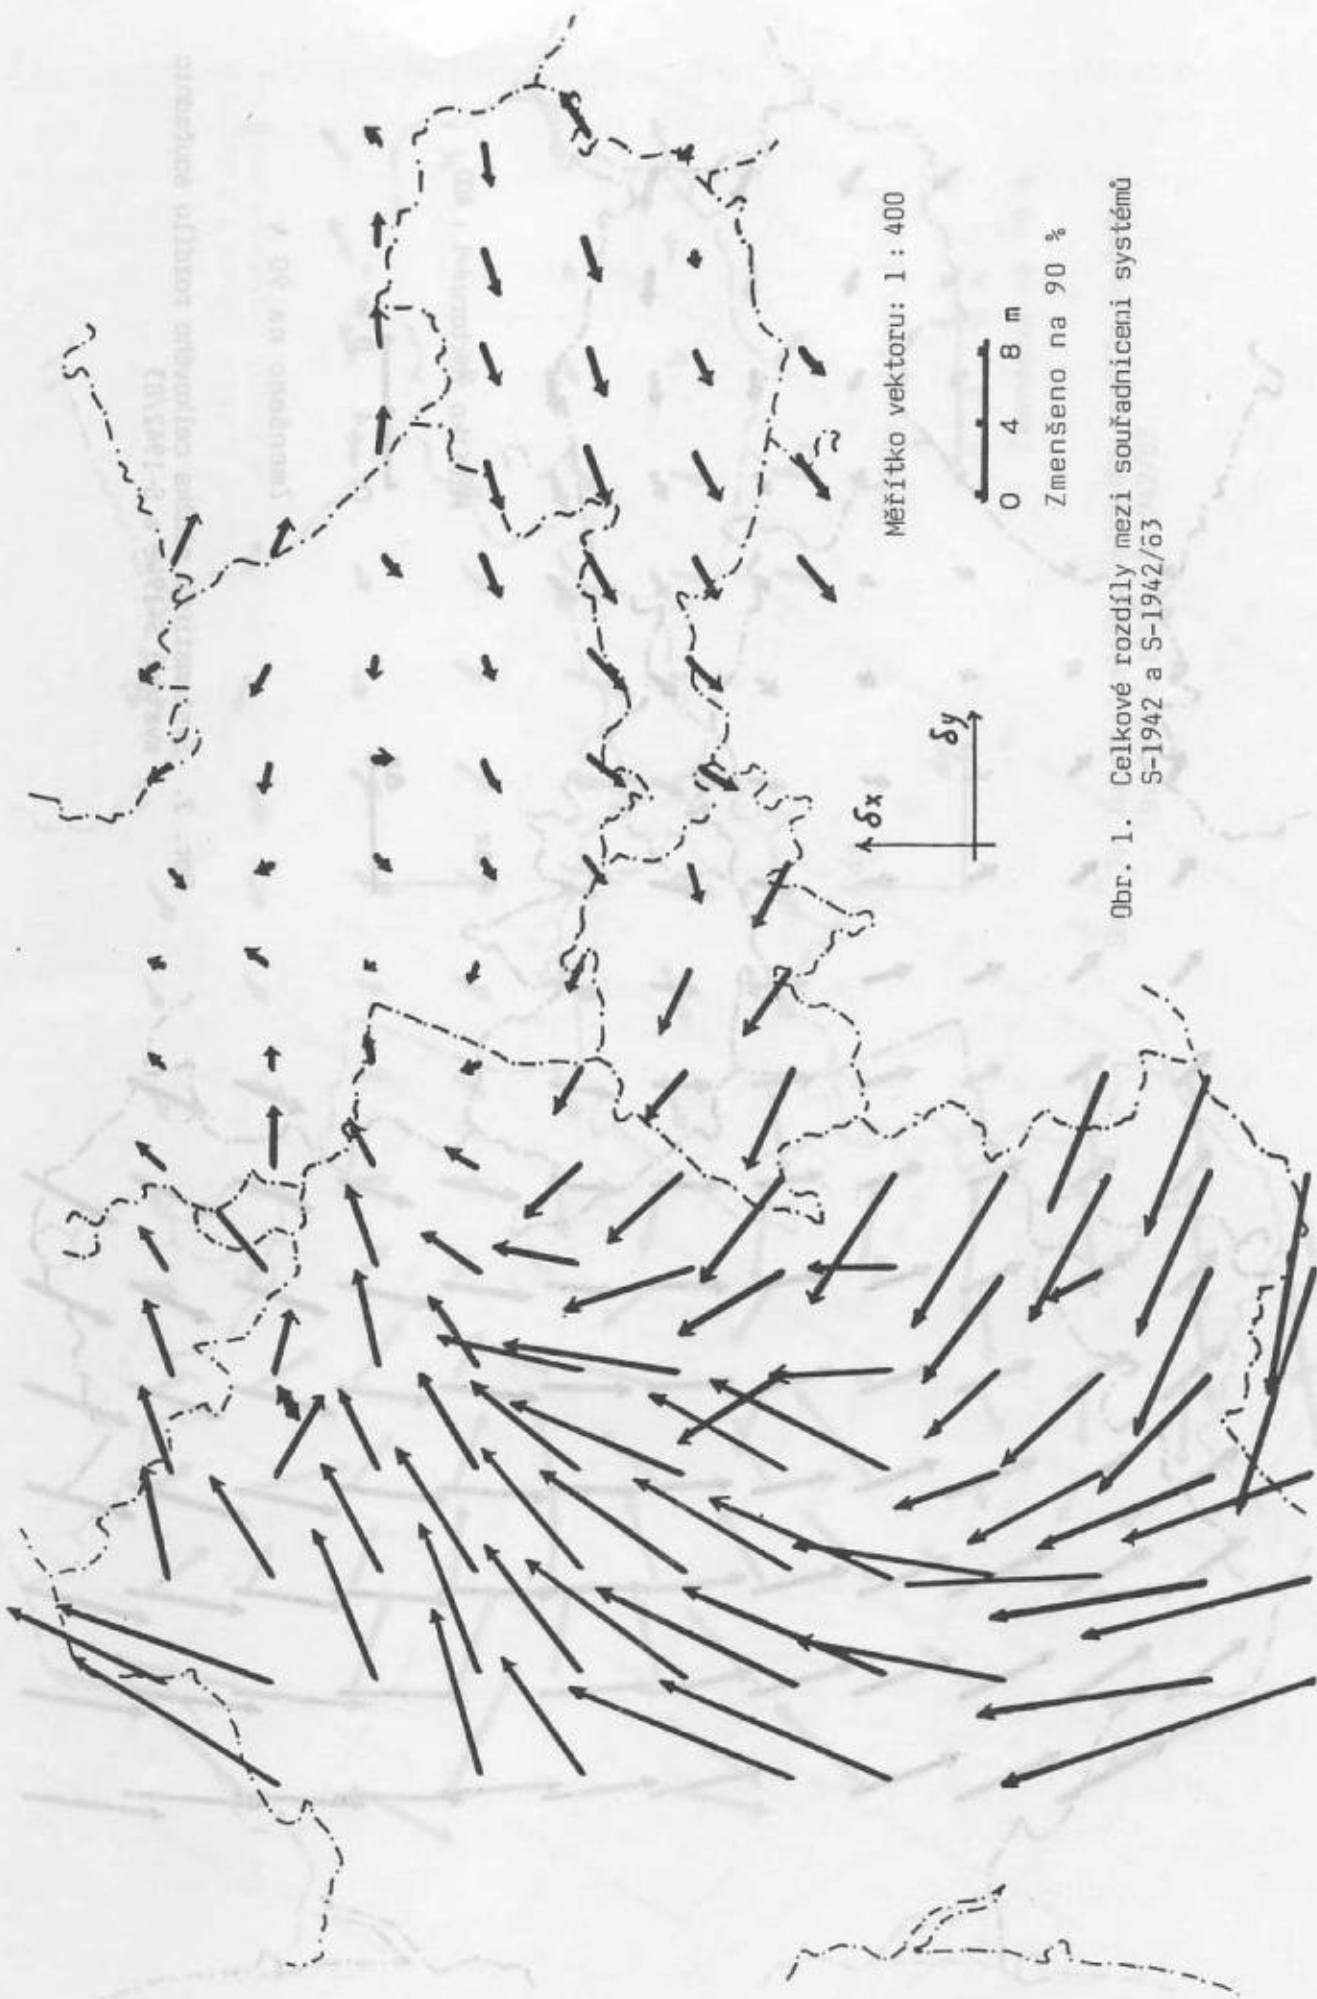 Měřítko vektoru: 1 : 400
0 4 8 m
Zmenšeno na 90 %
δx
δy
Obr. 1. Celkové rozdíly mezi souřadnicemi systémů
S-1942 a S-1942/83